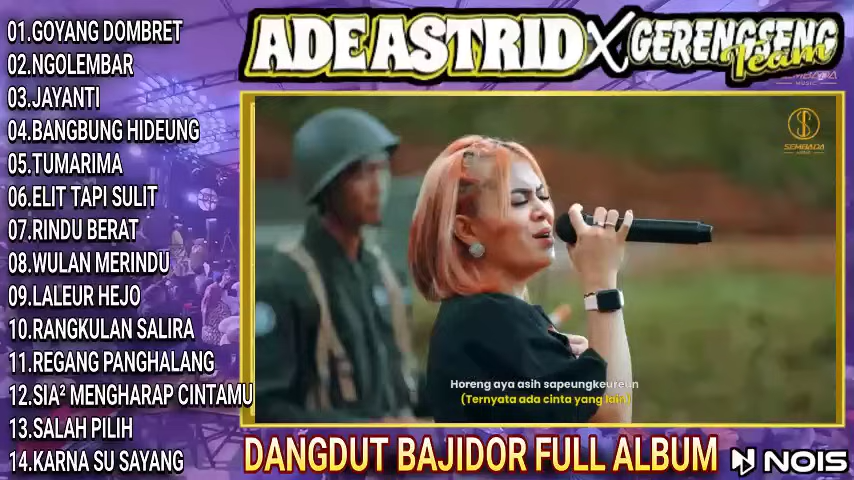 01.GOYANG DOMBRET
02.NGOLEMBAR
03.JAYANTI
04.BANGBUNG HIDEUNG
05.TUMARIMA
06.ELIT TAPI SULIT
07.RINDU BERAT
08.WULAN MERINDU
09.LALEUR HEJO
10.RANGKULAN SALIRA
11.REGANG PANGHALANG
12.SIA² MENGHARAP CINTAMU
13.SALAH PILIH
14.KARNA SU SAYANG
ADE ASTRID X GERENGSENG
Team
SEMBADA
MUSIC
SEMBADA
Horeng aya asih sapeungkeureun
(Ternyata ada cinta yang lain)
DANGDUT BAJIDOR FULL ALBUM
NOIS